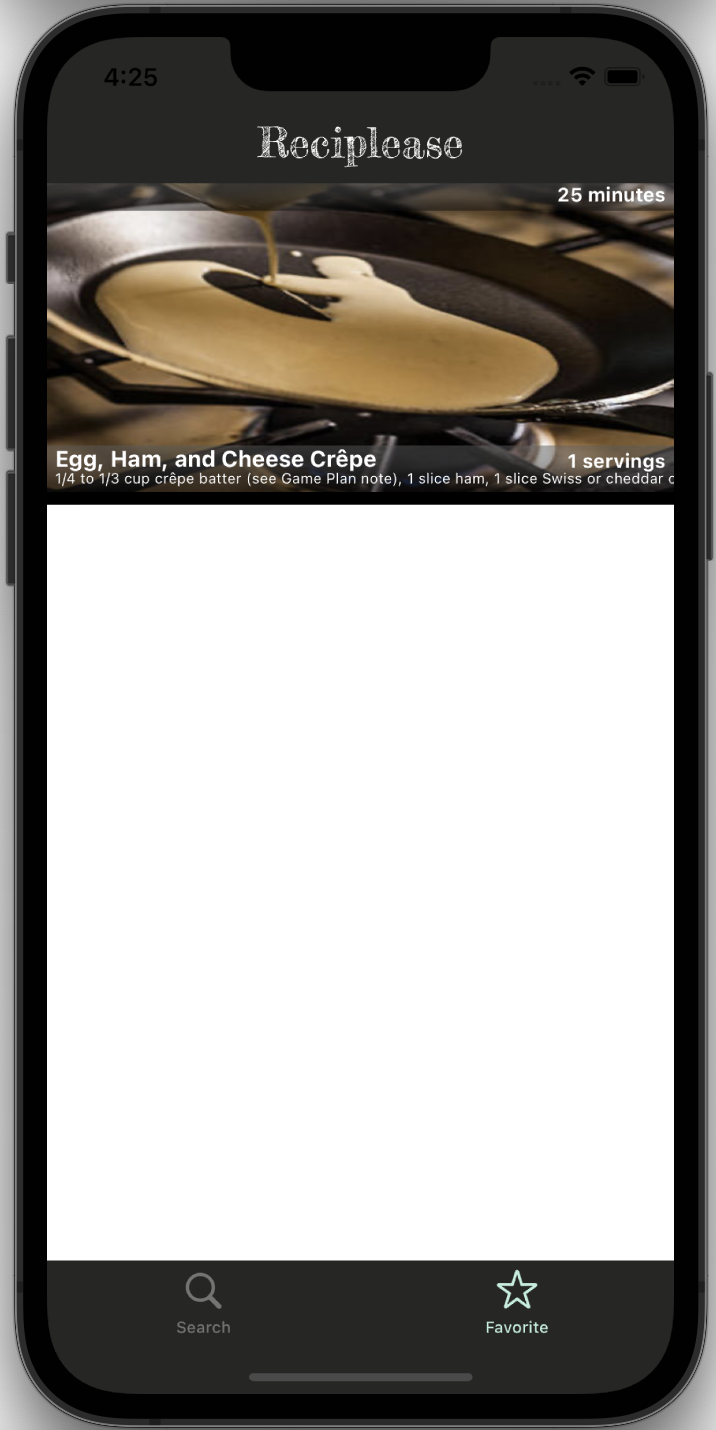 4:25
Reciplease
25 minutes
Egg, Ham, and Cheese Crêpe
1 servings
1/4 to 1/3 cup crêpe batter (see Game Plan note), 1 slice ham, 1 slice Swiss or cheddar
Search
Favorite